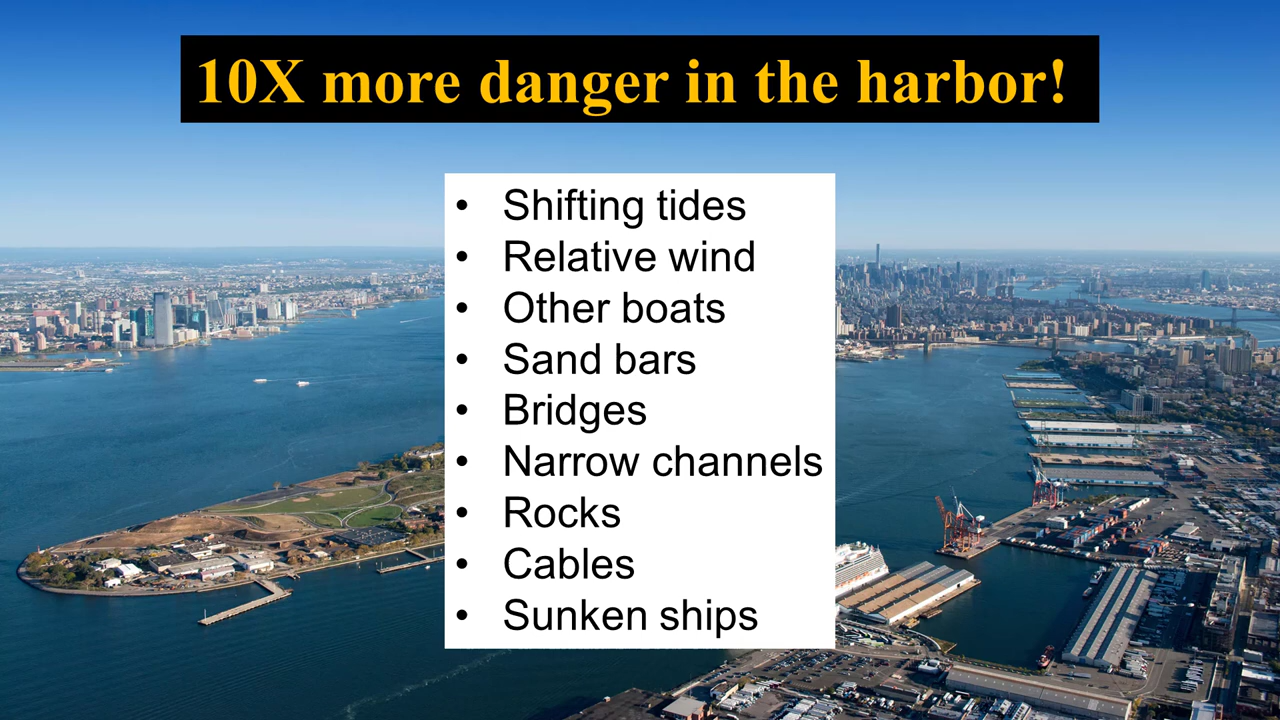 10X more danger in the harbor!
• Shifting tides
• Relative wind
• Other boats
• Sand bars
• Bridges
• Narrow channels
• Rocks
• Cables
• Sunken ships